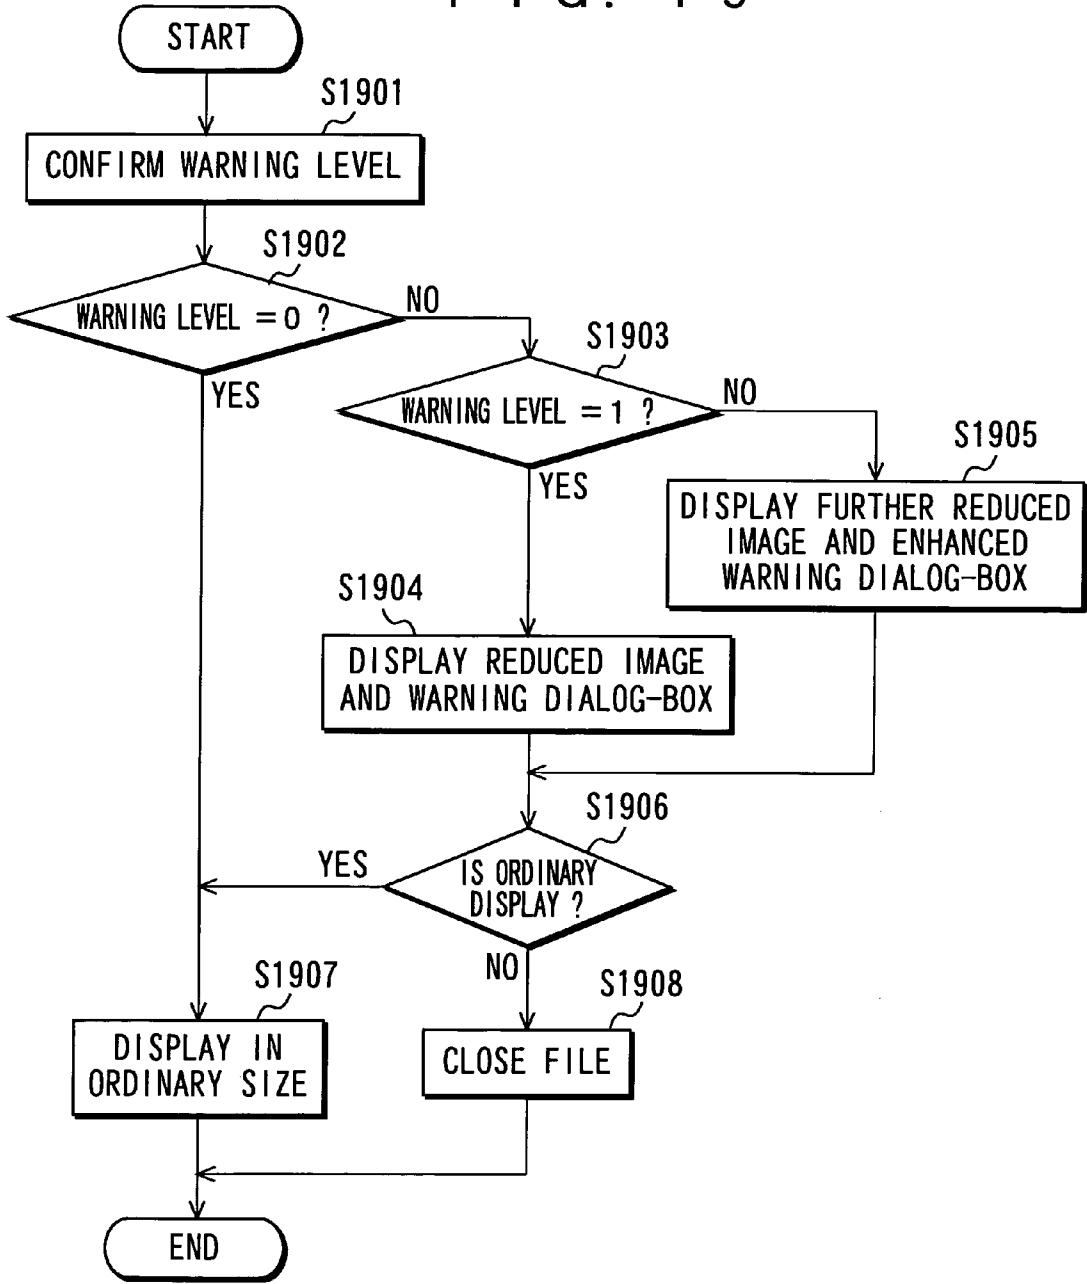 START
S1901
CONFIRM WARNING LEVEL
S1902
WARNING LEVEL = 0 ?
NO
YES
S1903
WARNING LEVEL = 1 ?
NO
YES
S1905
DISPLAY FURTHER REDUCED
IMAGE AND ENHANCED
WARNING DIALOG-BOX
S1904
DISPLAY REDUCED IMAGE
AND WARNING DIALOG-BOX
S1906
IS ORDINARY
DISPLAY ?
YES
NO
S1907
DISPLAY IN
ORDINARY SIZE
S1908
CLOSE FILE
END